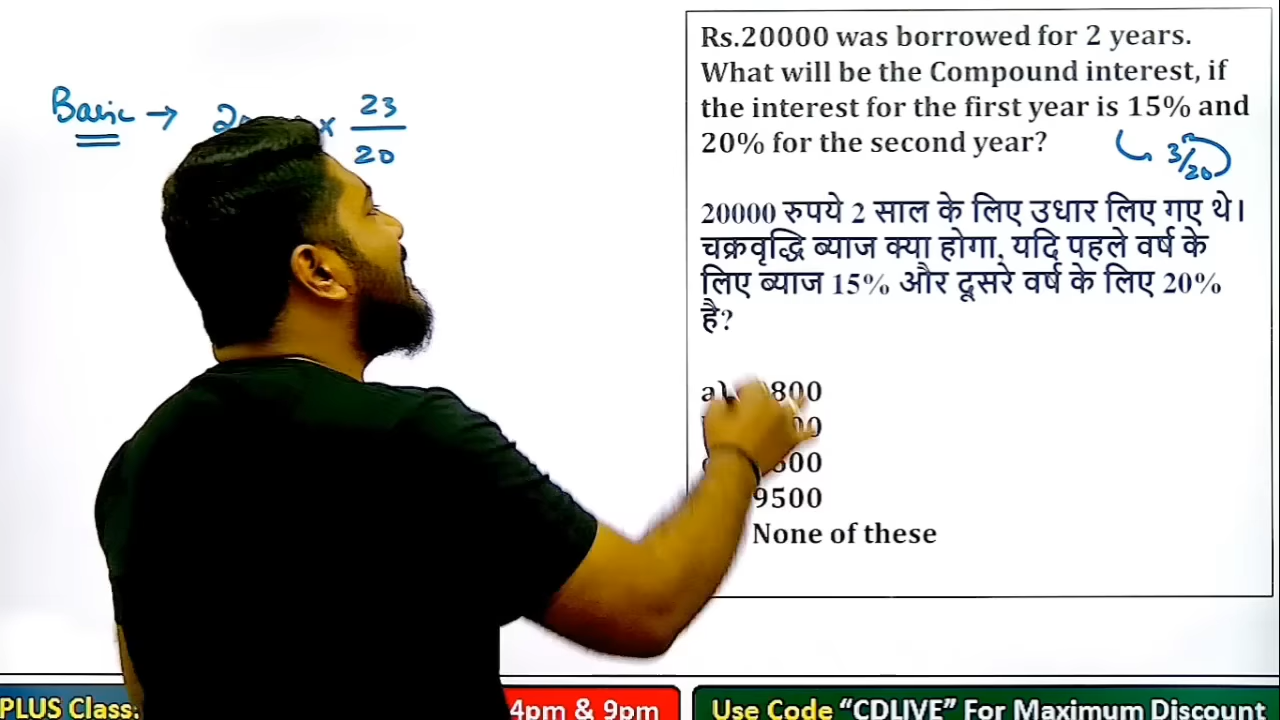 Basic → × 23/20
Rs.20000 was borrowed for 2 years.
What will be the Compound interest, if
the interest for the first year is 15% and
20% for the second year?
3/20
20000 रुपये 2 साल के लिए उधार लिए गए थे।
चक्रवृद्धि ब्याज क्या होगा, यदि पहले वर्ष के
लिए ब्याज 15% और दूसरे वर्ष के लिए 20%
है?
a) 800
00
600
9500
None of these
PLUS Class:
4pm & 9pm
Use Code “CDLIVE” For Maximum Discount